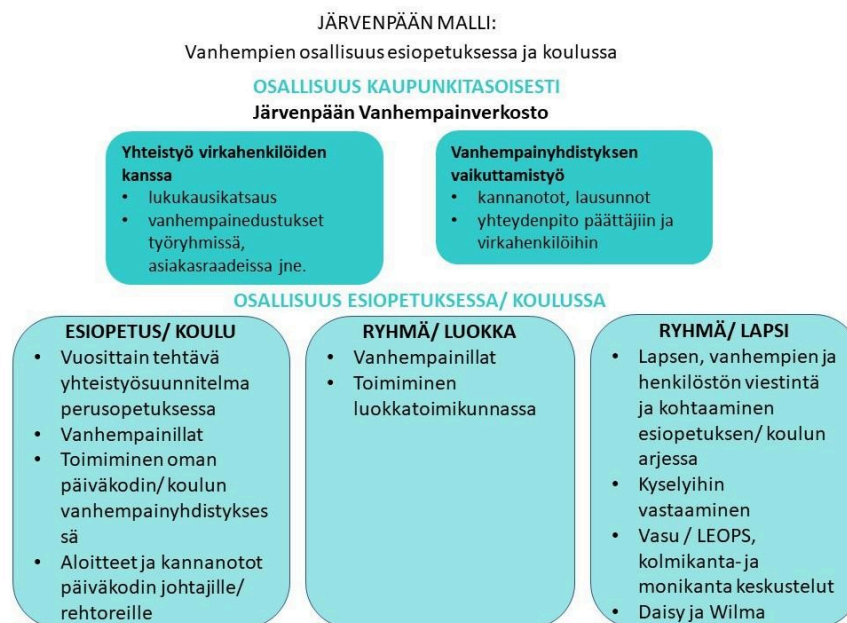 JÄRVENPÄÄN MALLI:
Vanhempien osallisuus esiopetuksessa ja koulussa
OSALLISUUS KAUPUNKITASOISESTI
Järvenpään Vanhempainverkosto
Yhteistyö virkahenkilöiden
kanssa
• lukukausikatsaus
• vanhempainedustukset
työryhmissä,
asiakasraadeissa jne.
Vanhempainyhdistyksen
vaikuttamistyö
• kannanotot, lausunnot
• yhteydenpito päättäjiin ja
virkahenkilöihin
OSALLISUUS ESIOPETUKSESSA/ KOULUSSA
ESIOPETUS/ KOULU
• Vuosittain tehtävä
yhteistyösuunnitelma
perusopetuksessa
• Vanhempainillat
• Toimiminen oman
päiväkodin/ koulun
vanhempainyhdistykses
sä
• Aloitteet ja kannanotot
päiväkodin johtajille/
rehtoreille
RYHMÄ/ LUOKKA
• Vanhempainillat
• Toimiminen
luokkatoimikunnassa
RYHMÄ/ LAPSI
• Lapsen, vanhempien ja
henkilöstön viestintä
ja kohtaaminen
esiopetuksen/ koulun
arjessa
• Kyselyihin
vastaaminen
• Vasu / LEOPS,
kolmikanta- ja
monikanta keskustelut
• Daisy ja Wilma